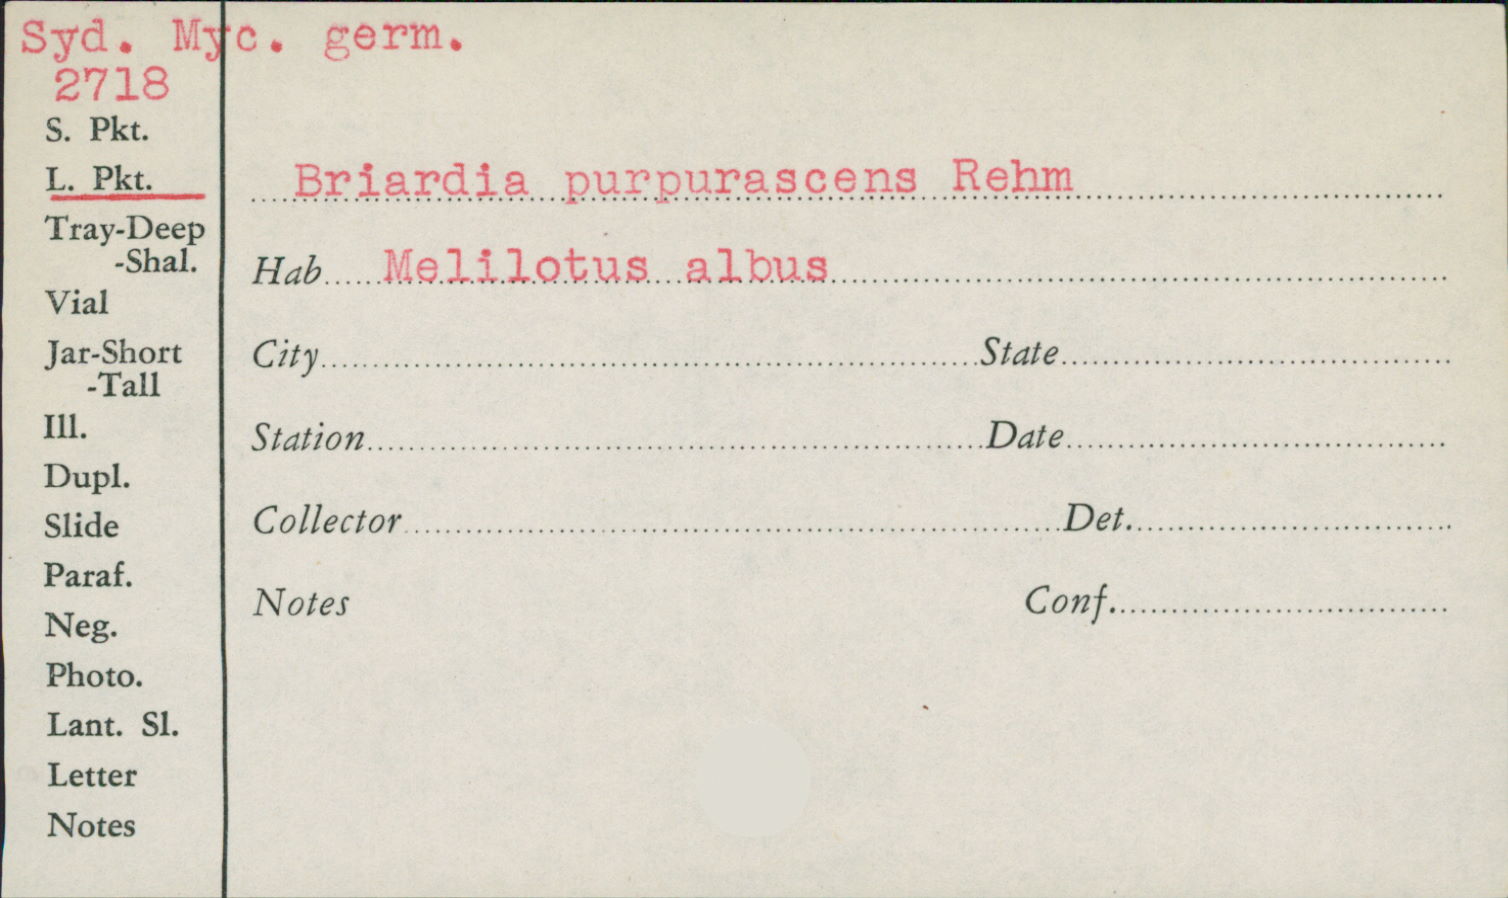 Syd. Myc. germ.
2718
S. Pkt.
L. Pkt.
Tray-Deep
-Shal.
Vial
Jar-Short
-Tall
Ill.
Dupl.
Slide
Paraf.
Neg.
Photo.
Lant. Sl.
Letter
Notes
Briardia purpurascens Rehm
Hab Melilotus albus
City State
Station Date
Collector Det.
Notes Conf.